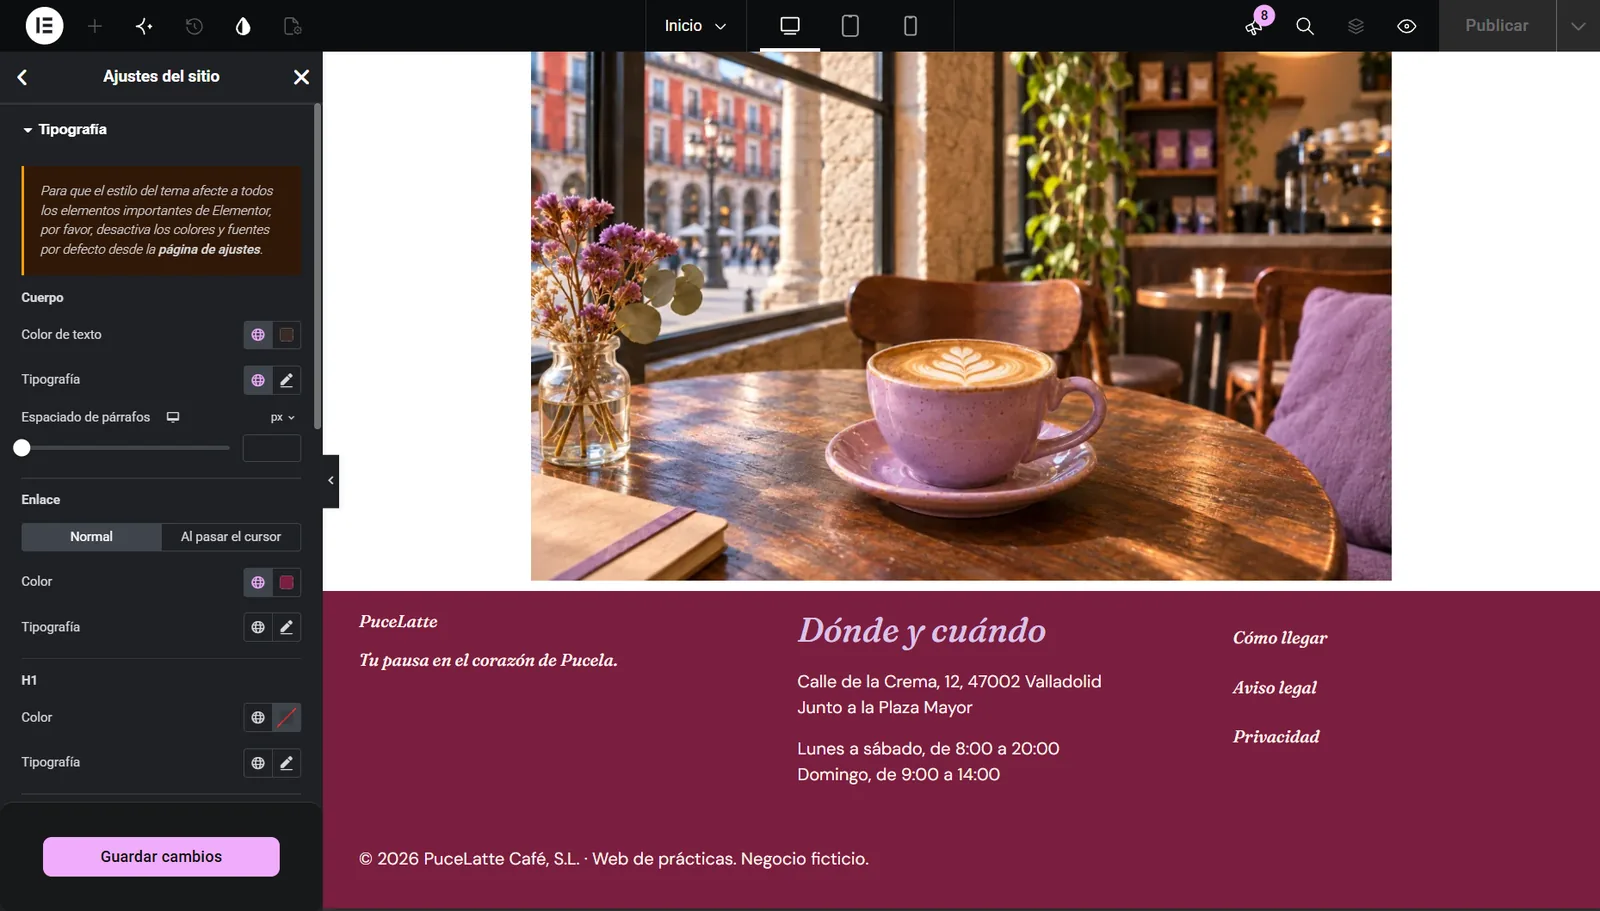 Inicio
8
Publicar
Ajustes del sitio
Tipografía
Para que el estilo del tema afecte a todos
los elementos importantes de Elementor,
por favor, desactiva los colores y fuentes
por defecto desde la página de ajustes.
Cuerpo
Color de texto
Tipografía
Espaciado de párrafos
px
Enlace
Normal
Al pasar el cursor
Color
Tipografía
H1
Color
Tipografía
Guardar cambios
PuceLatte
Tu pausa en el corazón de Pucela.
Dónde y cuándo
Calle de la Crema, 12, 47002 Valladolid
Junto a la Plaza Mayor
Lunes a sábado, de 8:00 a 20:00
Domingo, de 9:00 a 14:00
Cómo llegar
Aviso legal
Privacidad
© 2026 PuceLatte Café, S.L. · Web de prácticas. Negocio ficticio.